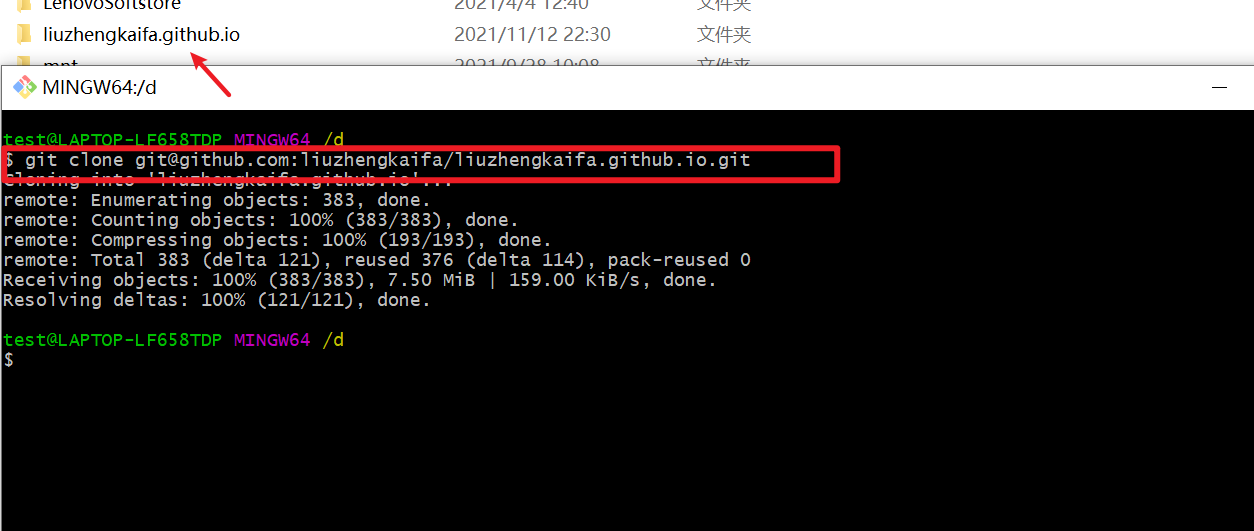 LenovoSoftstore 2021/4/4 12:40 文件夹
liuzhengkaifa.github.io 2021/11/12 22:30 文件夹
mnt 2021/9/28 10:08 文件夹
MINGW64:/d
test@LAPTOP-LF658TDP MINGW64 /d
$ git clone git@github.com:liuzhengkaifa/liuzhengkaifa.github.io.git
Cloning into 'liuzhengkaifa.github.io'...
remote: Enumerating objects: 383, done.
remote: Counting objects: 100% (383/383), done.
remote: Compressing objects: 100% (193/193), done.
remote: Total 383 (delta 121), reused 376 (delta 114), pack-reused 0
Receiving objects: 100% (383/383), 7.50 MiB | 159.00 KiB/s, done.
Resolving deltas: 100% (121/121), done.
test@LAPTOP-LF658TDP MINGW64 /d
$